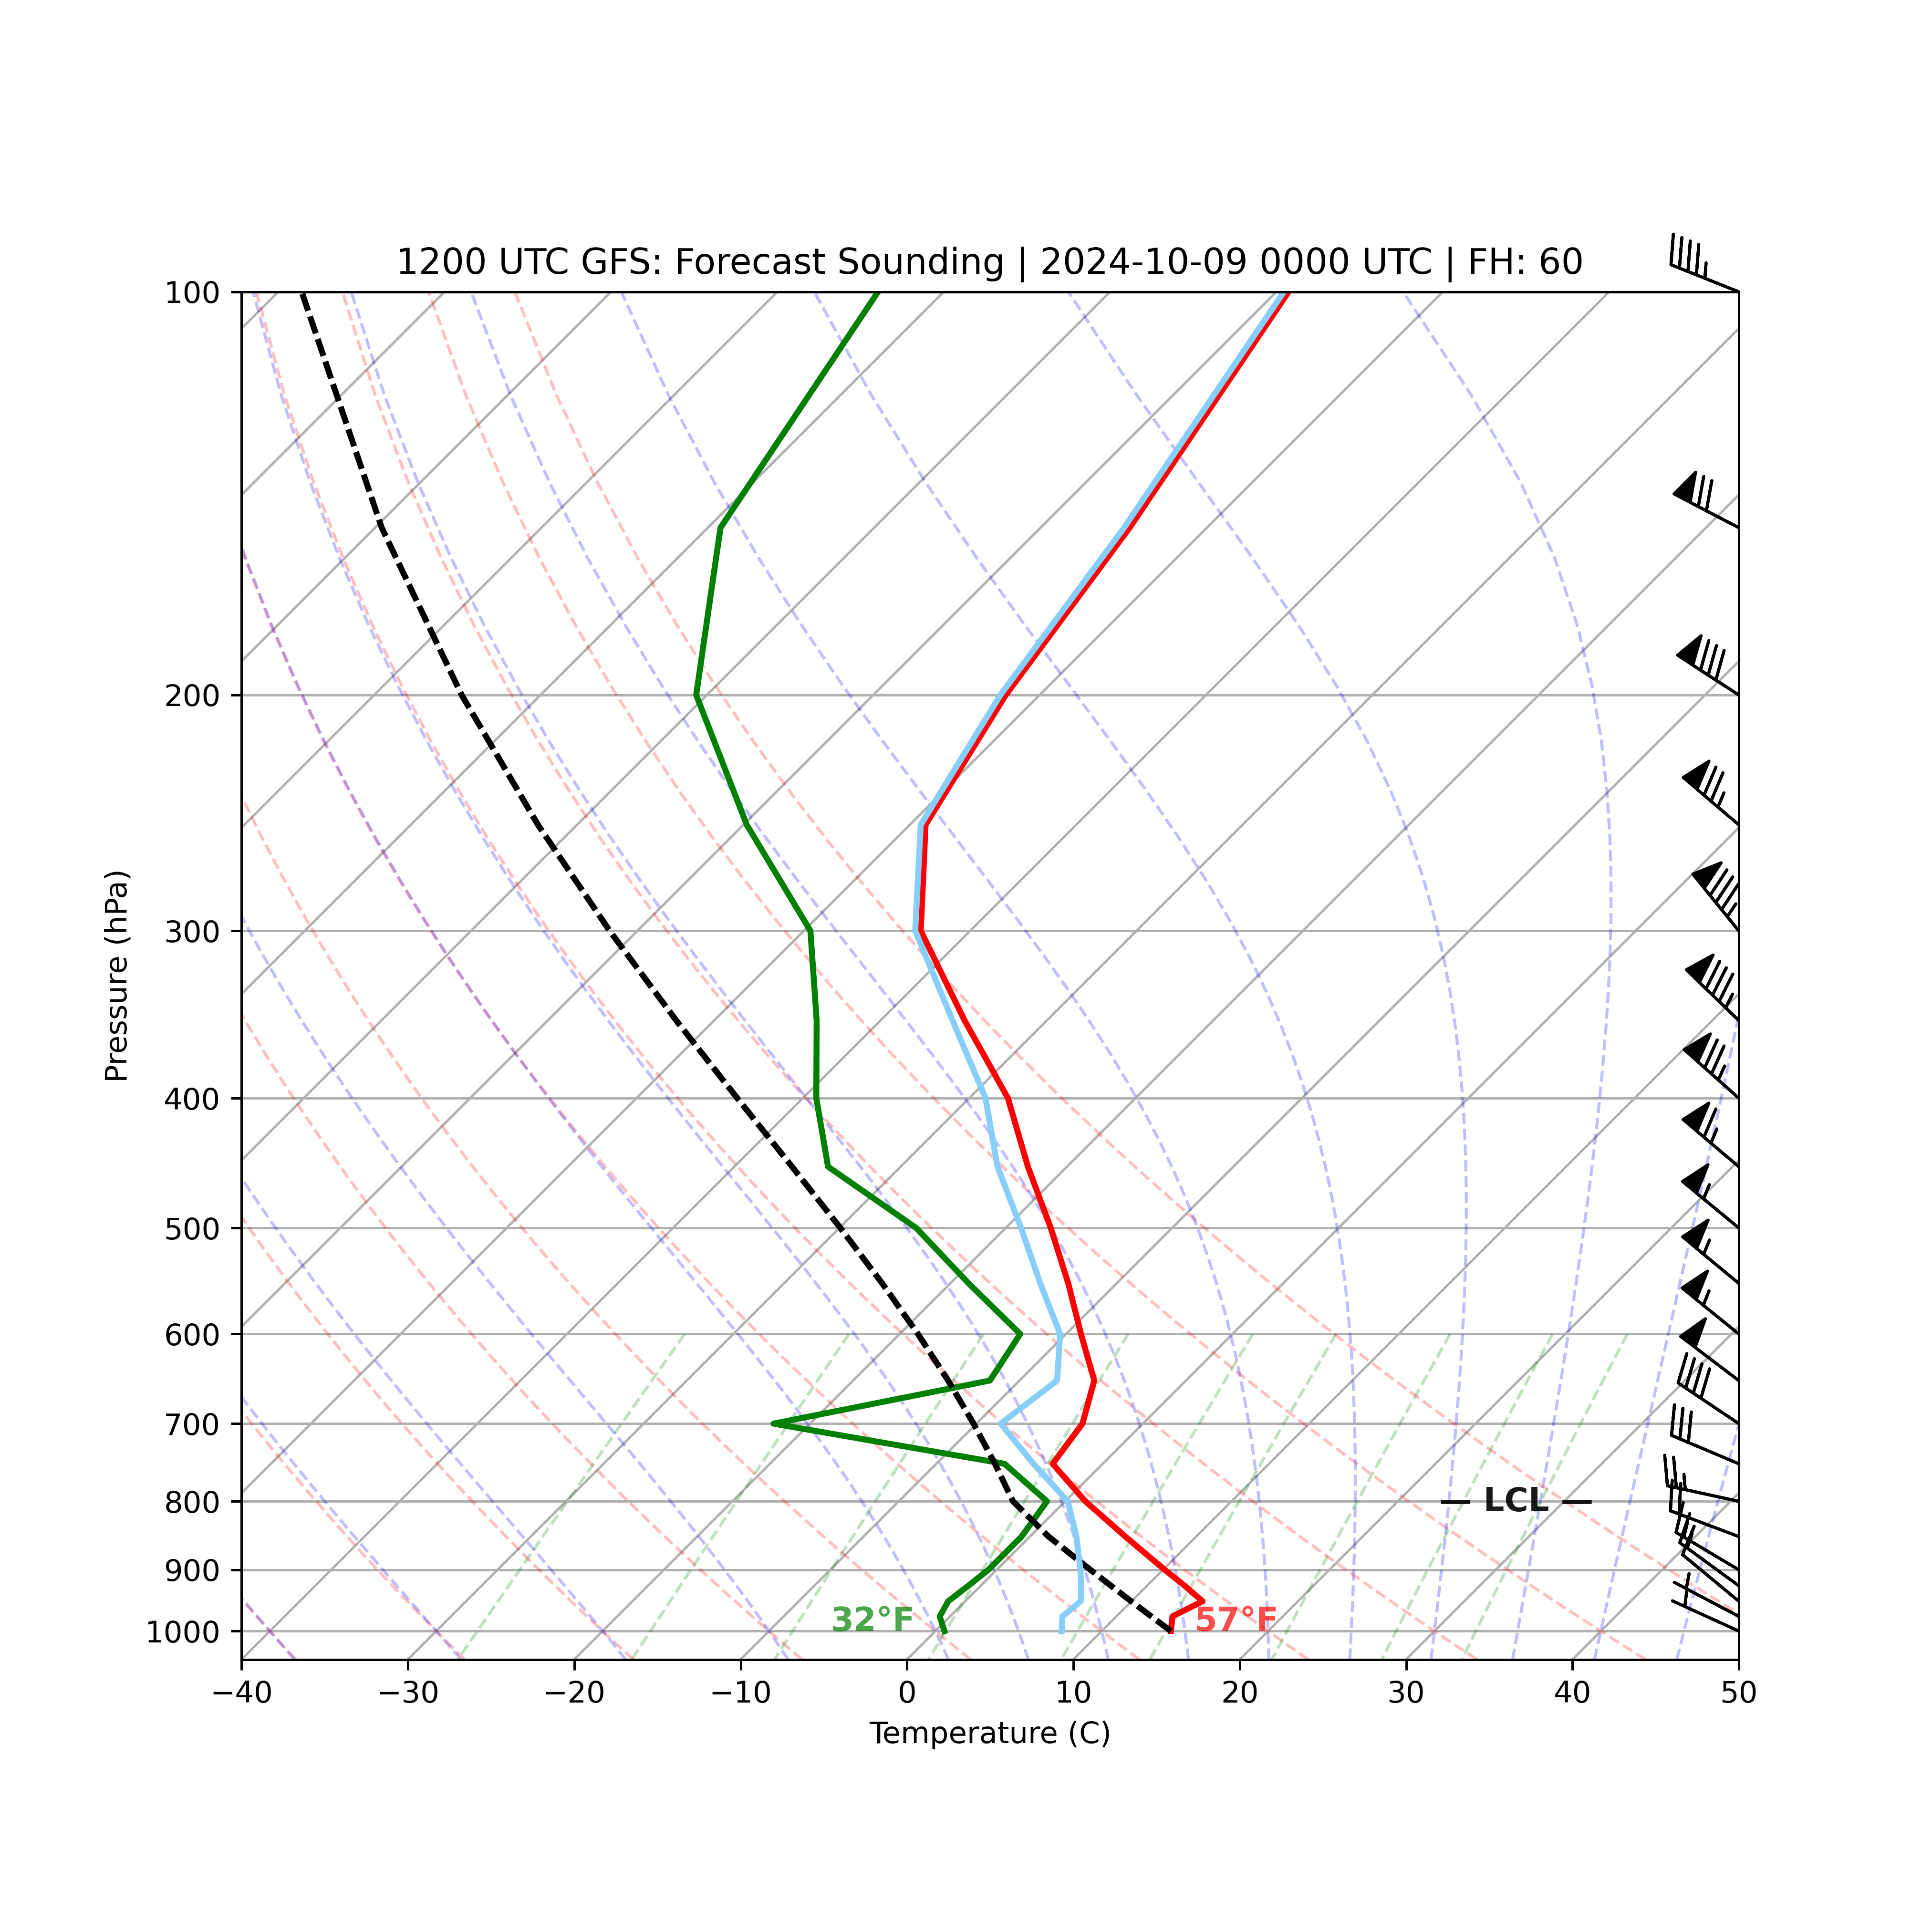 1200 UTC GFS: Forecast Sounding | 2024-10-09 0000 UTC | FH: 60
100
200
300
400
500
600
700
800
900
1000
Pressure (hPa)
— LCL —
32°F
57°F
−40 −30 −20 −10 0 10 20 30 40 50
Temperature (C)